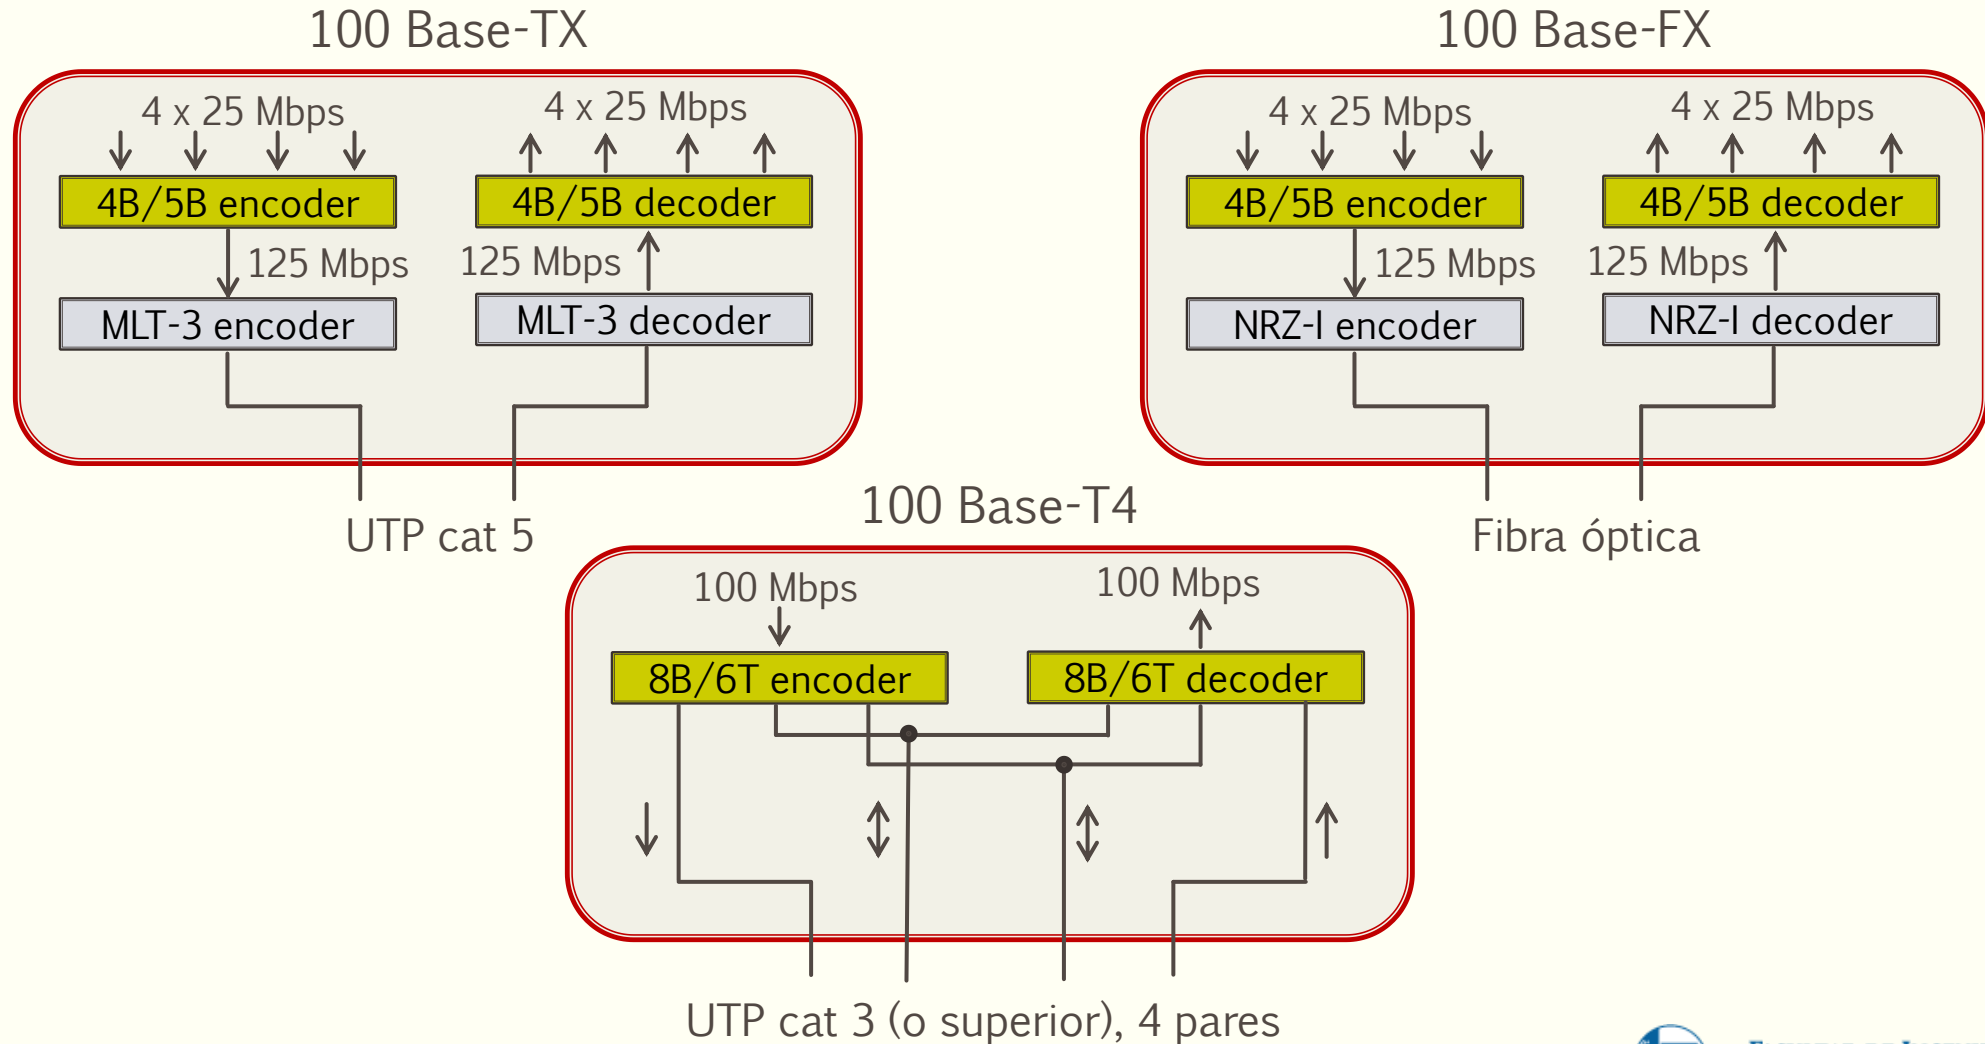 100 Base-TX
4 x 25 Mbps
4 x 25 Mbps
4B/5B encoder
4B/5B decoder
125 Mbps
125 Mbps
MLT-3 encoder
MLT-3 decoder
UTP cat 5
100 Base-FX
4 x 25 Mbps
4 x 25 Mbps
4B/5B encoder
4B/5B decoder
125 Mbps
125 Mbps
NRZ-I encoder
NRZ-I decoder
Fibra óptica
100 Base-T4
100 Mbps
100 Mbps
8B/6T encoder
8B/6T decoder
UTP cat 3 (o superior), 4 pares